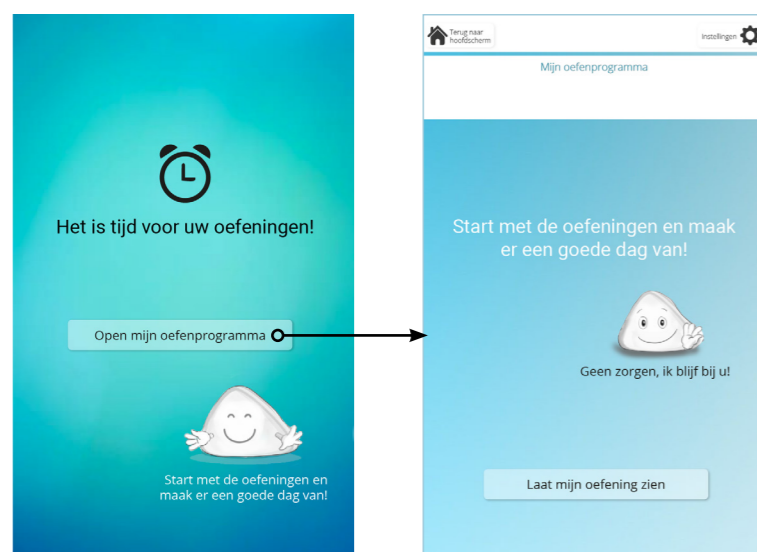 Het is tijd voor uw oefeningen!
Open mijn oefenprogramma
Start met de oefeningen en
maak er een goede dag van!
Terug naar
hoofdscherm
Instellingen
Mijn oefenprogramma
Start met de oefeningen en maak
er een goede dag van!
Geen zorgen, ik blijf bij u!
Laat mijn oefening zien